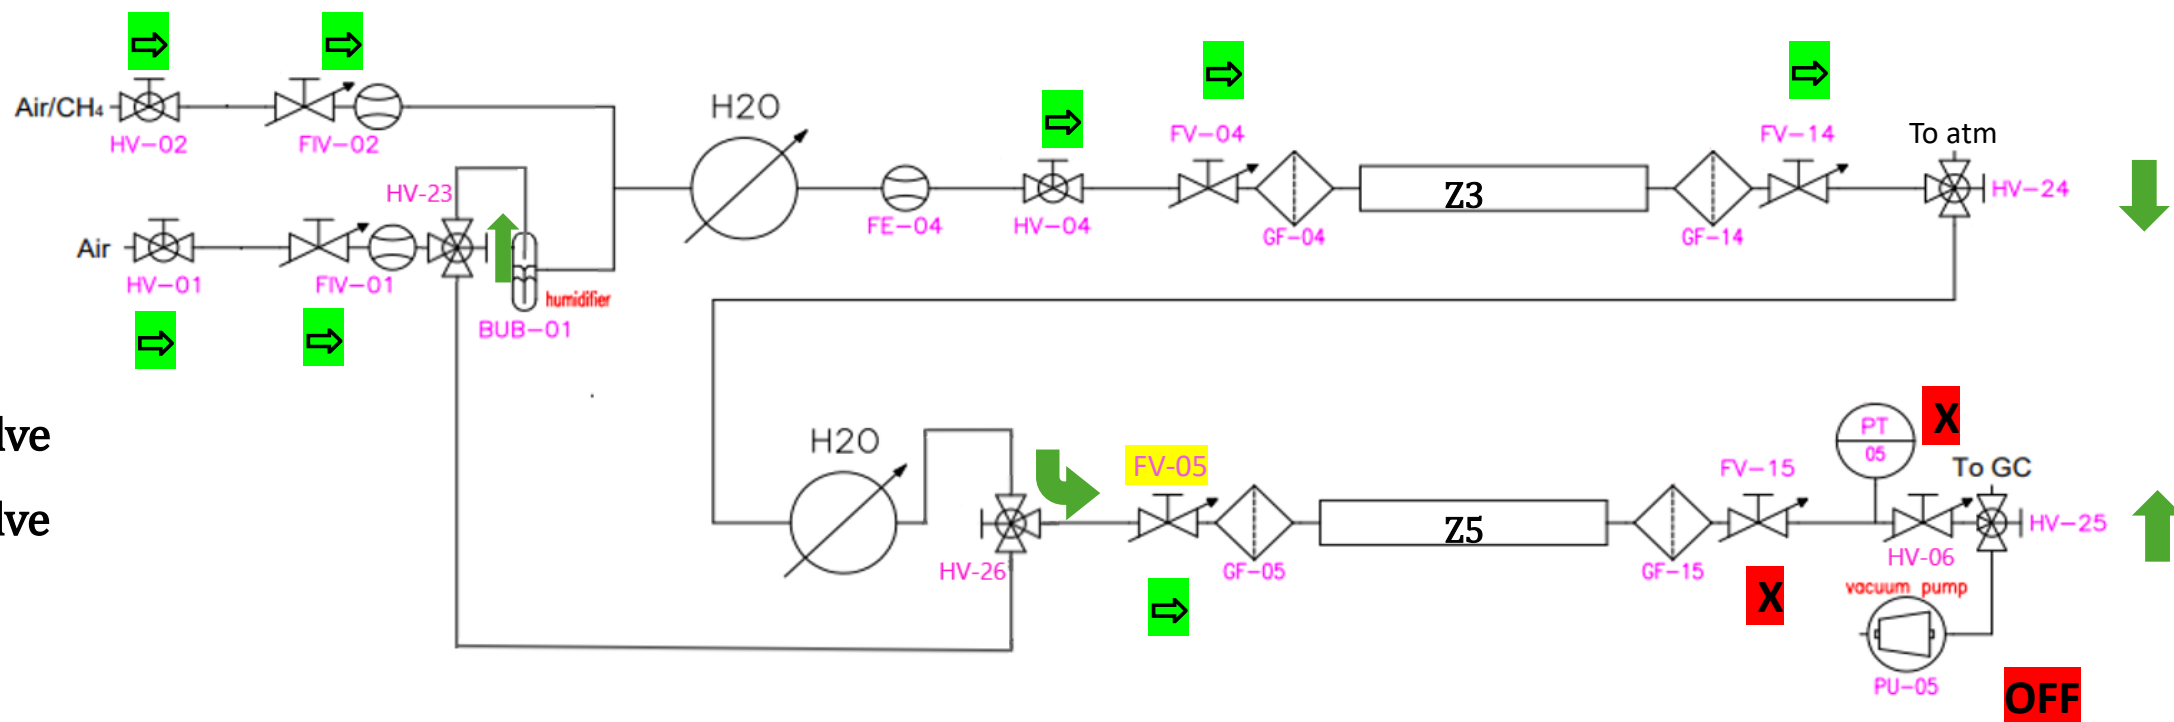 H2O
FV-04
FV-14
To atm
Air/CH₄
HV-02
FIV-02
HV-23
Z3
HV-24
FE-04
HV-04
GF-04
GF-14
Air
HV-01
FIV-01
humidifier
BUB-01
lve
lve
H2O
FV-05
X
PT
05
FV-15
To GC
Z5
HV-25
HV-26
GF-05
GF-15
HV-06
X
vacuum pump
PU-05
OFF